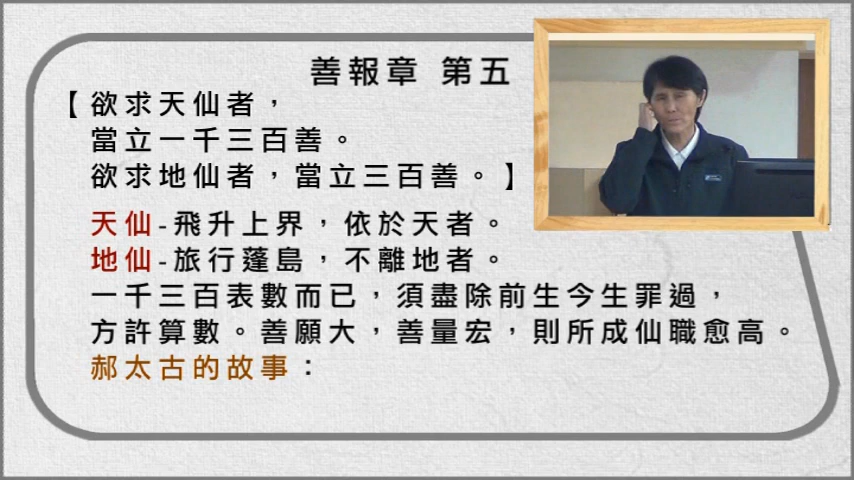 善報章 第五
【欲求天仙者，
當立一千三百善。
欲求地仙者，當立三百善。】
天仙-飛升上界，依於天者。
地仙-旅行蓬島，不離地者。
一千三百表數而已，須盡除前生今生罪過，
方許算數。善願大，善量宏，則所成仙職愈高。
郝太古的故事：